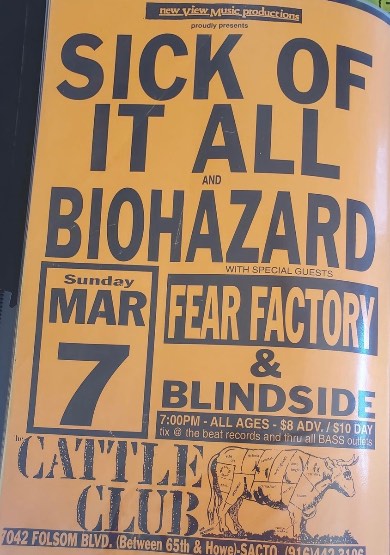 new view music productions
proudly presents
SICK OF
IT ALL
AND
BIOHAZARD
WITH SPECIAL GUESTS
Sunday
MAR
7
FEAR FACTORY
&
BLINDSIDE
7:00PM - ALL AGES - $8 ADV. / $10 DAY
tix @ the beat records and thru all BASS outlets
CATTLE
CLUB
7042 FOLSOM BLVD. (Between 65th & Howe)-SACTO.